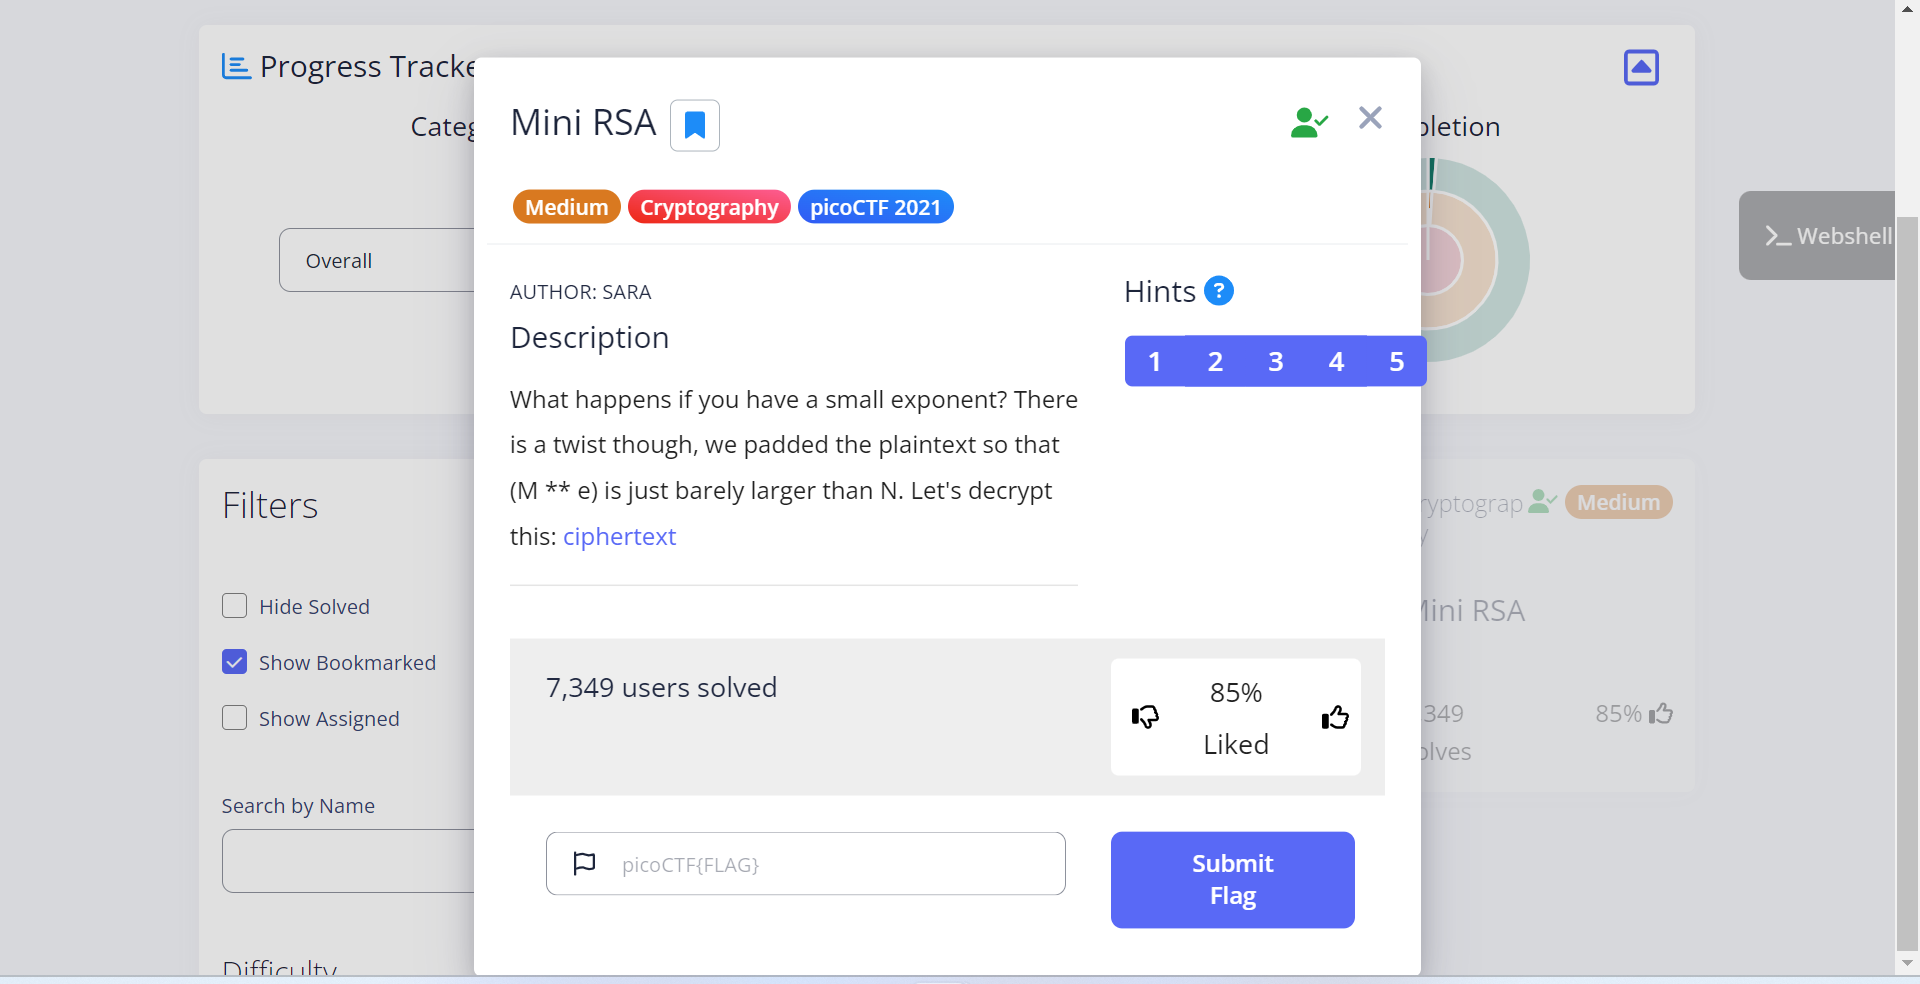 Progress Tracke
Categ
pletion
Overall
Webshell
Mini RSA
Medium
Cryptography
picoCTF 2021
AUTHOR: SARA
Description
What happens if you have a small exponent? There
is a twist though, we padded the plaintext so that
(M ** e) is just barely larger than N. Let's decrypt
this: ciphertext
Hints ?
1 2 3 4 5
7,349 users solved
85%
Liked
picoCTF{FLAG}
Submit
Flag
Filters
Hide Solved
Show Bookmarked
Show Assigned
Search by Name
Difficulty
ryptograp
y
Medium
Mini RSA
349
olves
85%